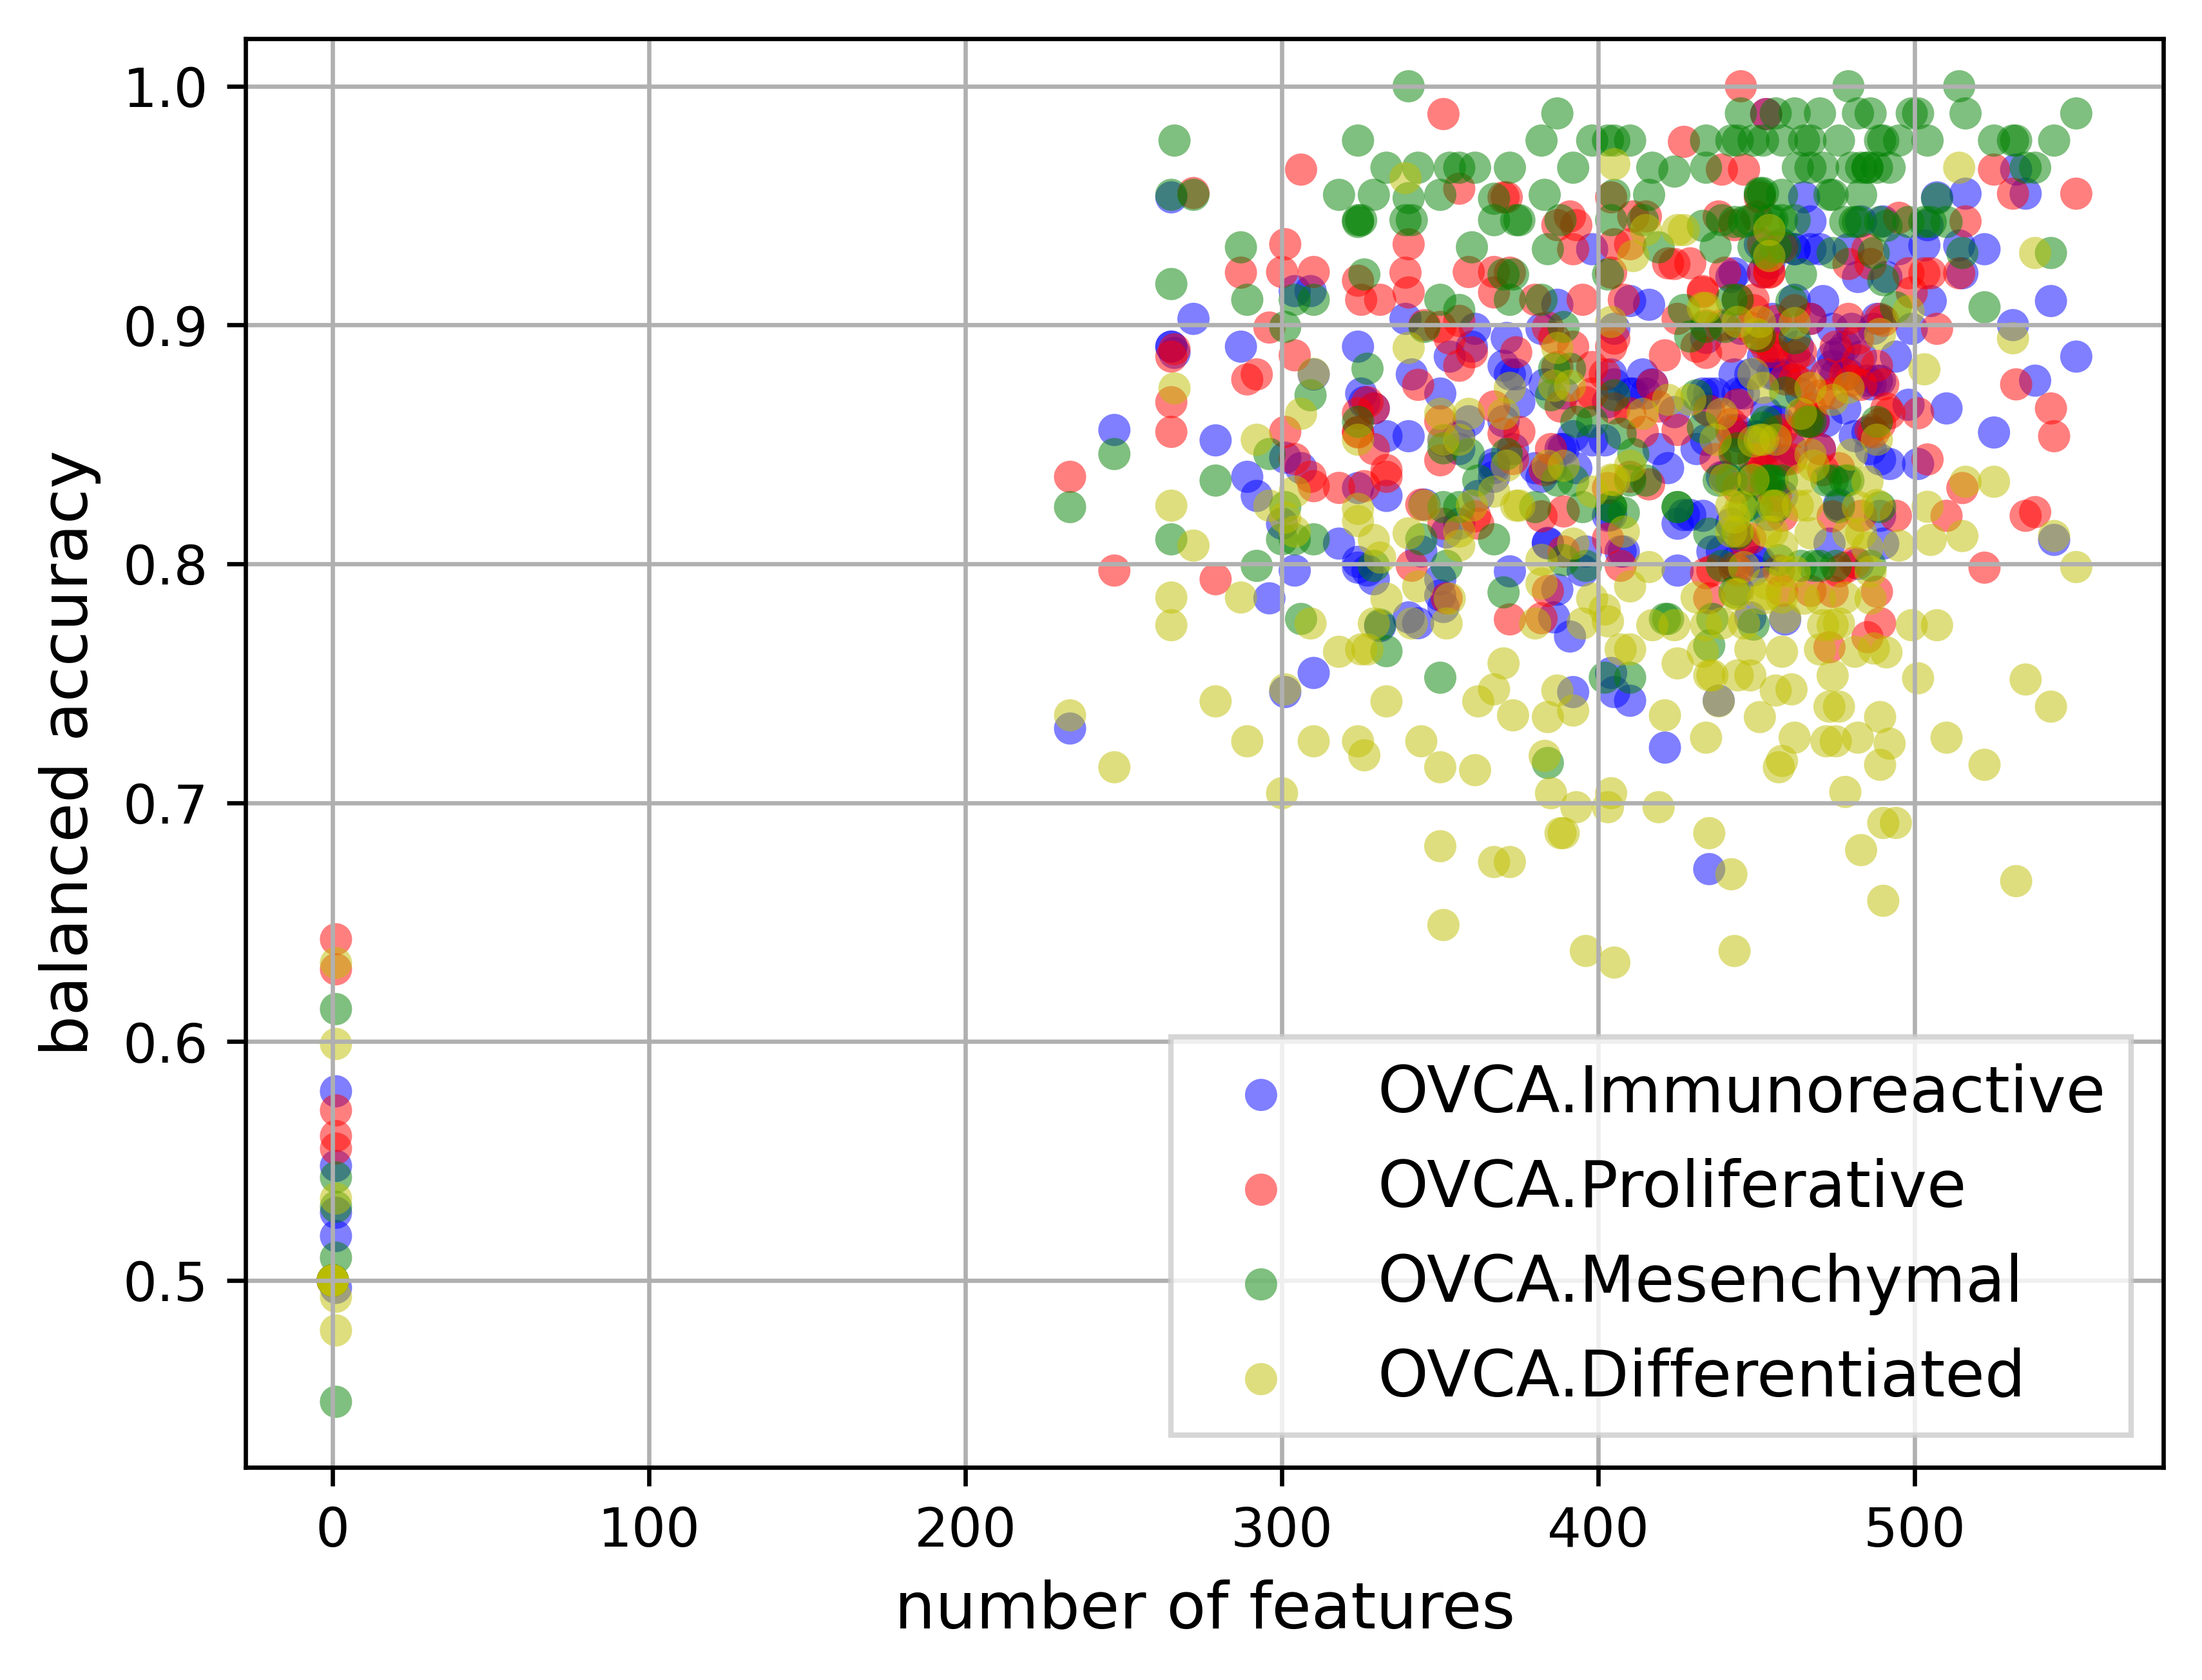 1.0
0.9
0.8
0.7
0.6
0.5
balanced accuracy
OVCA.Immunoreactive
OVCA.Proliferative
OVCA.Mesenchymal
OVCA.Differentiated
0 100 200 300 400 500
number of features